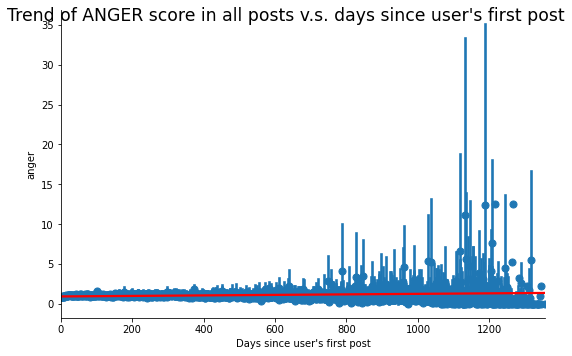 Trend of ANGER score in all posts v.s. days since user's first post
35
30
25
20
15
10
5
0
anger
0 200 400 600 800 1000 1200
Days since user's first post